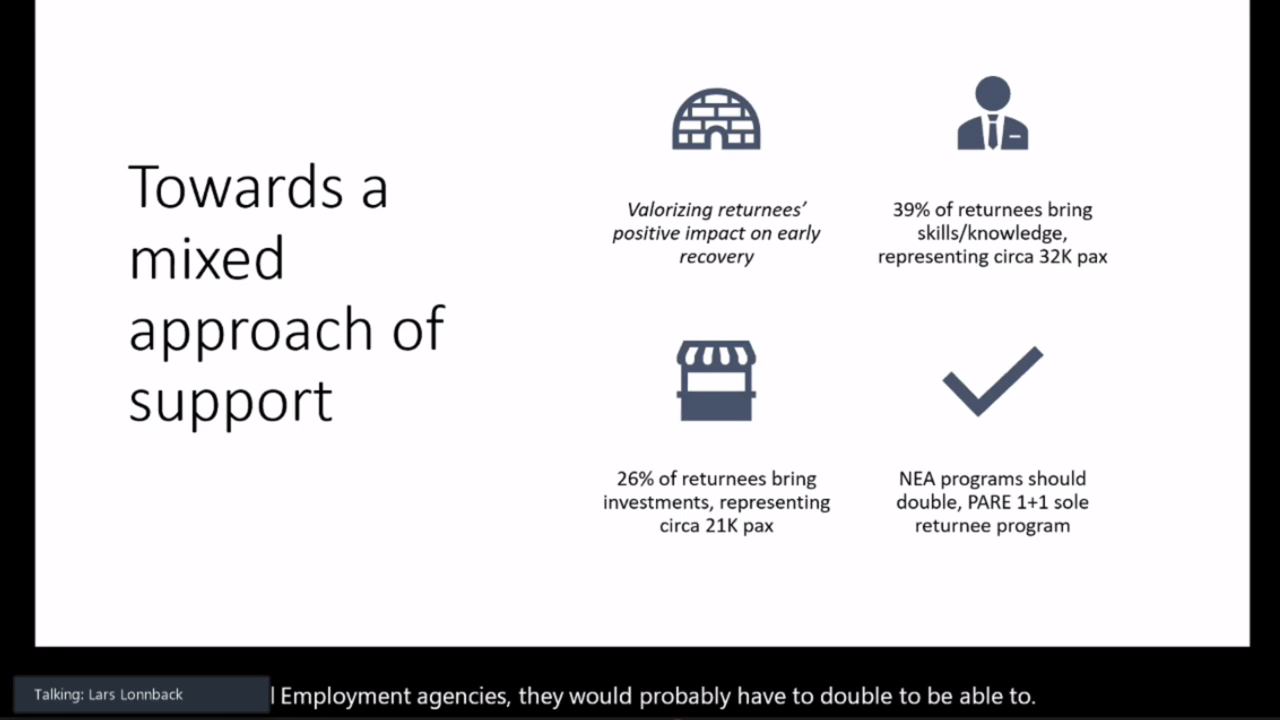 Towards a
mixed
approach of
support
Valorizing returnees’
positive impact on early
recovery
39% of returnees bring
skills/knowledge,
representing circa 32K pax
26% of returnees bring
investments, representing
circa 21K pax
NEA programs should
double, PARE 1+1 sole
returnee program
Talking: Lars Lonnback
l Employment agencies, they would probably have to double to be able to.